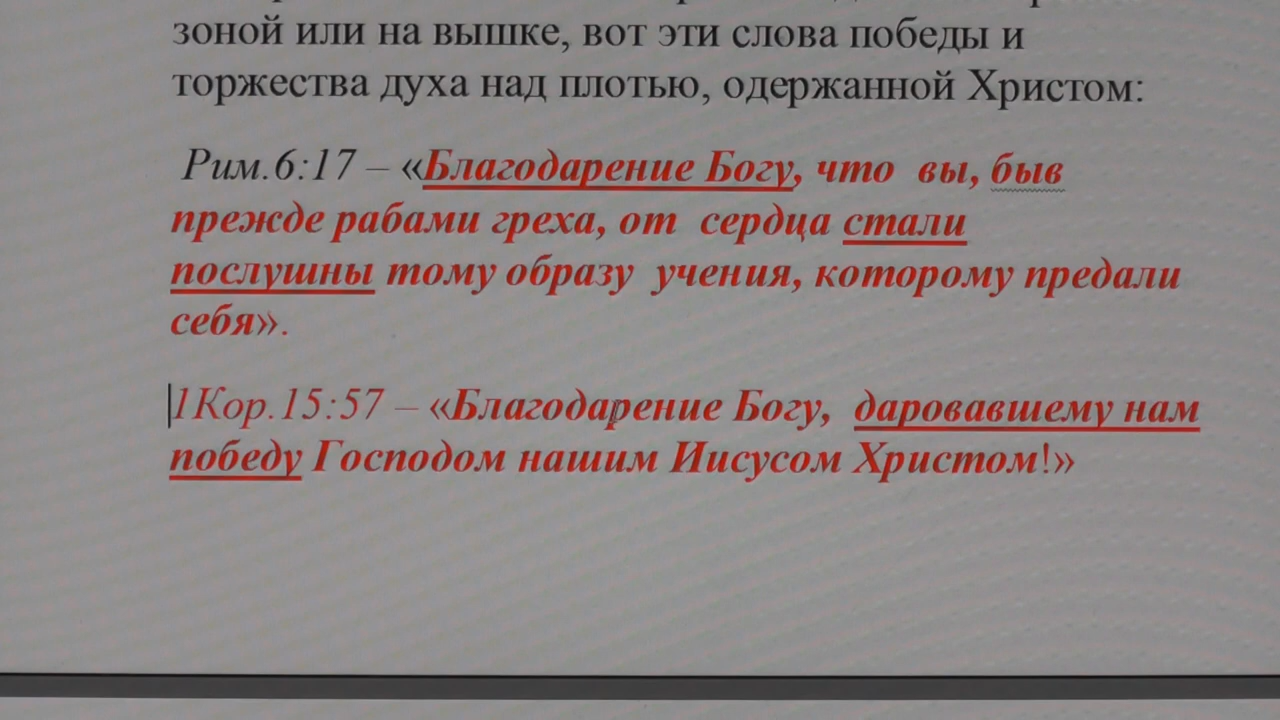 зоной или на вышке, вот эти слова победы и
торжества духа над плотью, одержанной Христом:
Рим.6:17 – «Благодарение Богу, что вы, быв
прежде рабами греха, от сердца стали
послушны тому образу учения, которому предали
себя».
1Кор.15:57 – «Благодарение Богу, даровавшему нам
победу Господом нашим Иисусом Христом!»